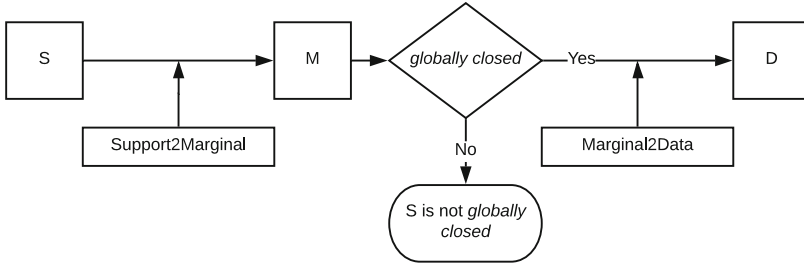 S
M
globally closed
Yes
D
Support2Marginal
Marginal2Data
No
S is not globally
closed